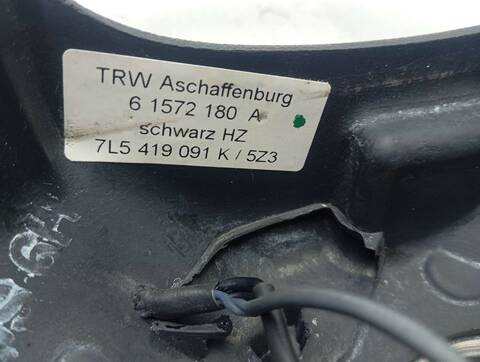 TRW Aschaffenburg
6 1572 180 A
schwarz HZ
7L5 419 091 K / 5Z3